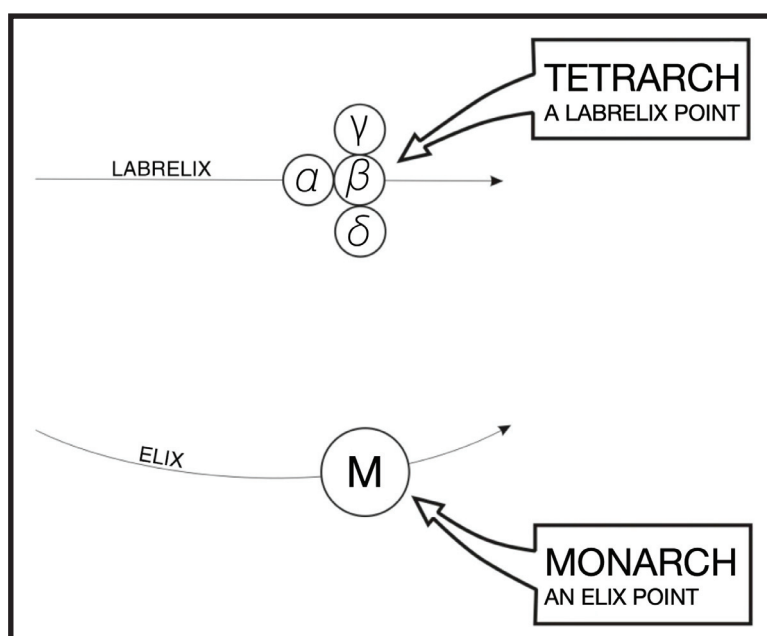 TETRARCH
A LABRELIX POINT
γ
LABRELIX
α β
δ
ELIX
M
MONARCH
AN ELIX POINT